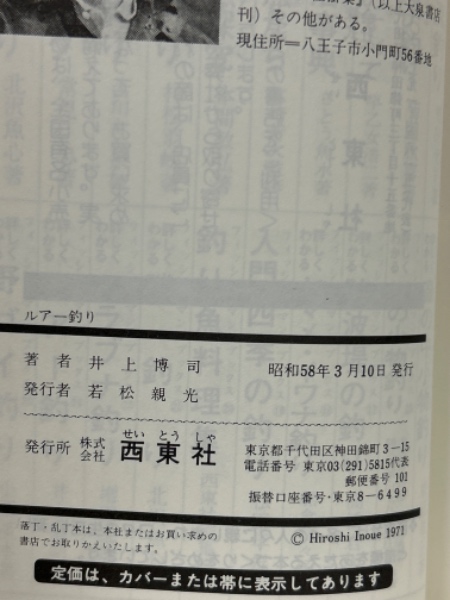 (以上大泉書店
刊)その他がある。
現住所=八王子市小門町56番地
ルアー釣り
著者 井上博司
昭和58年3月10日 発行
発行者 若松親光
発行所 株式会社 西東社
せい とう しゃ
東京都千代田区神田錦町3-15
電話番号 東京03(291)5815代表
郵便番号 101
振替口座番号・東京8-6499
落丁・乱丁本は、本社またはお買い求めの
書店でお取りかえいたします。
© Hiroshi Inoue 1971
定価は、カバーまたは帯に表示してあります